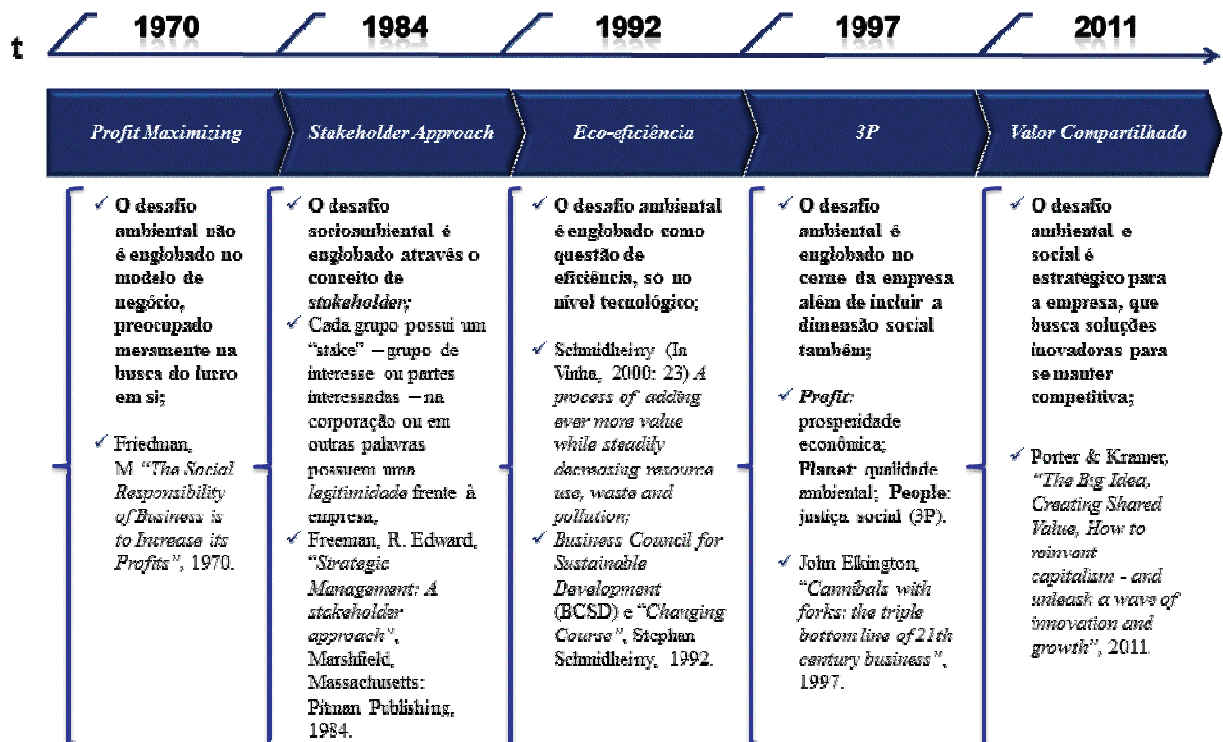 t
1970
1984
1992
1997
2011
Profit Maximizing
Stakeholder Approach
Eco-eficiência
3P
Valor Compartilhado
✓ O desafio
ambiental não
é englobado no
modelo de
negócio,
preocupado
meramente na
busca do lucro
em si;
✓ Friedman,
M. “The Social
Responsibility
of Business is
to Increase its
Profits”, 1970.
✓ O desafio
socioambiental é
englobado através o
conceito de
stakeholder;
✓ Cada grupo possui um
“stake” – grupo de
interesse ou partes
interessadas – na
corporação ou em
outras palavras
possuem uma
legitimidade frente à
empresa,
✓ Freeman, R. Edward,
“Strategic
Management: A
stakeholder
approach”,
Marshfield,
Massachusetts:
Pitman Publishing,
1984.
✓ O desafio ambiental
é englobado como
questão de
eficiência, só no
nível tecnológico;
✓ Schmidheiny (In
Vinha, 2000: 23) A
process of adding
ever more value
while steadily
decreasing resource
use, waste and
pollution;
✓ Business Council for
Sustainable
Development
(BCSD) e “Changing
Course”, Stephan
Schmidheiny, 1992.
✓ O desafio
ambiental é
englobado no
cerne da empresa
além de incluir a
dimensão social
também;
✓ Profit:
prosperidade
econômica;
Planet: qualidade
ambiental; People:
justiça social (3P).
✓ John Elkington,
“Cannibals with
forks: the triple
bottom line of 21th
century business”,
1997.
✓ O desafio
ambiental e
social é
estratégico para
a empresa, que
busca soluções
inovadoras para
se manter
competitiva;
✓ Porter & Kramer,
“The Big Idea,
Creating Shared
Value, How to
reinvent
capitalism - and
unleash a wave of
innovation and
growth”, 2011.